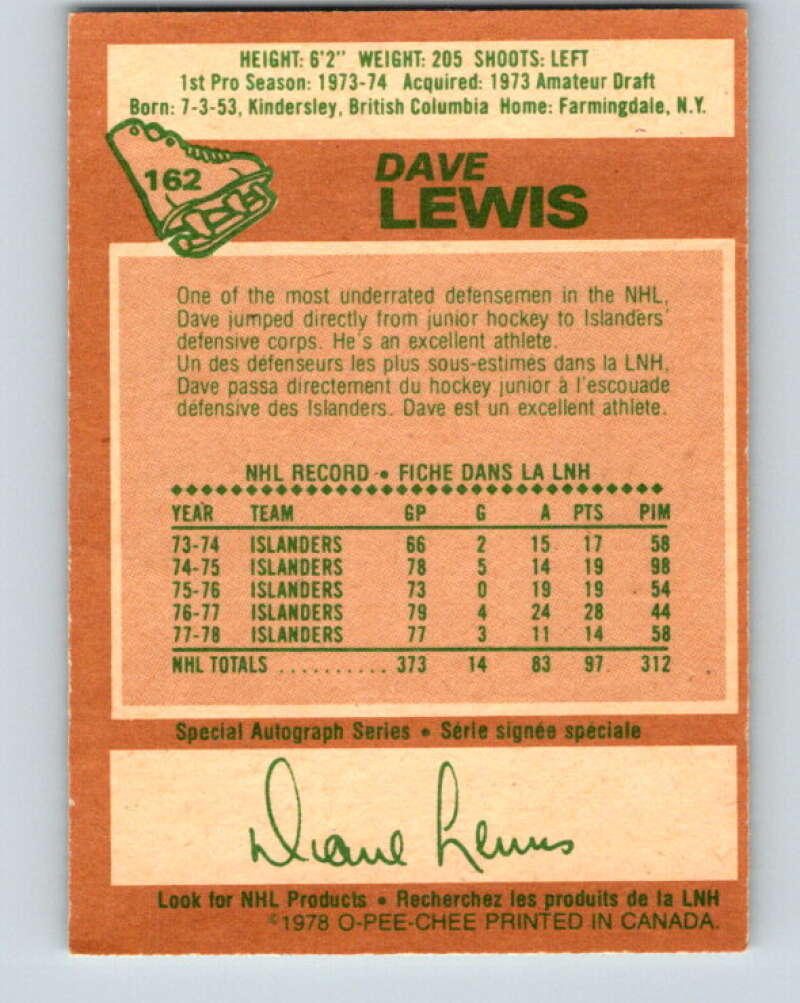 HEIGHT: 6'2" WEIGHT: 205 SHOOTS: LEFT
1st Pro Season: 1973-74 Acquired: 1973 Amateur Draft
Born: 7-3-53, Kindersley, British Columbia Home: Farmingdale, N.Y.
162
DAVE
LEWIS
One of the most underrated defensemen in the NHL,
Dave jumped directly from junior hockey to Islanders'
defensive corps. He's an excellent athlete.
Un des défenseurs les plus sous-estimés dans la LNH,
Dave passa directement du hockey junior à l'escouade
défensive des Islanders. Dave est un excellent athlète.
NHL RECORD • FICHE DANS LA LNH
YEAR TEAM GP G A PTS PIM
73-74 ISLANDERS 66 2 15 17 58
74-75 ISLANDERS 78 5 14 19 98
75-76 ISLANDERS 73 0 19 19 54
76-77 ISLANDERS 79 4 24 28 44
77-78 ISLANDERS 77 3 11 14 58
NHL TOTALS .......... 373 14 83 97 312
Special Autograph Series • Série signée spéciale
Dave Lewis
Look for NHL Products • Recherchez les produits de la LNH
©1978 O-PEE-CHEE PRINTED IN CANADA.